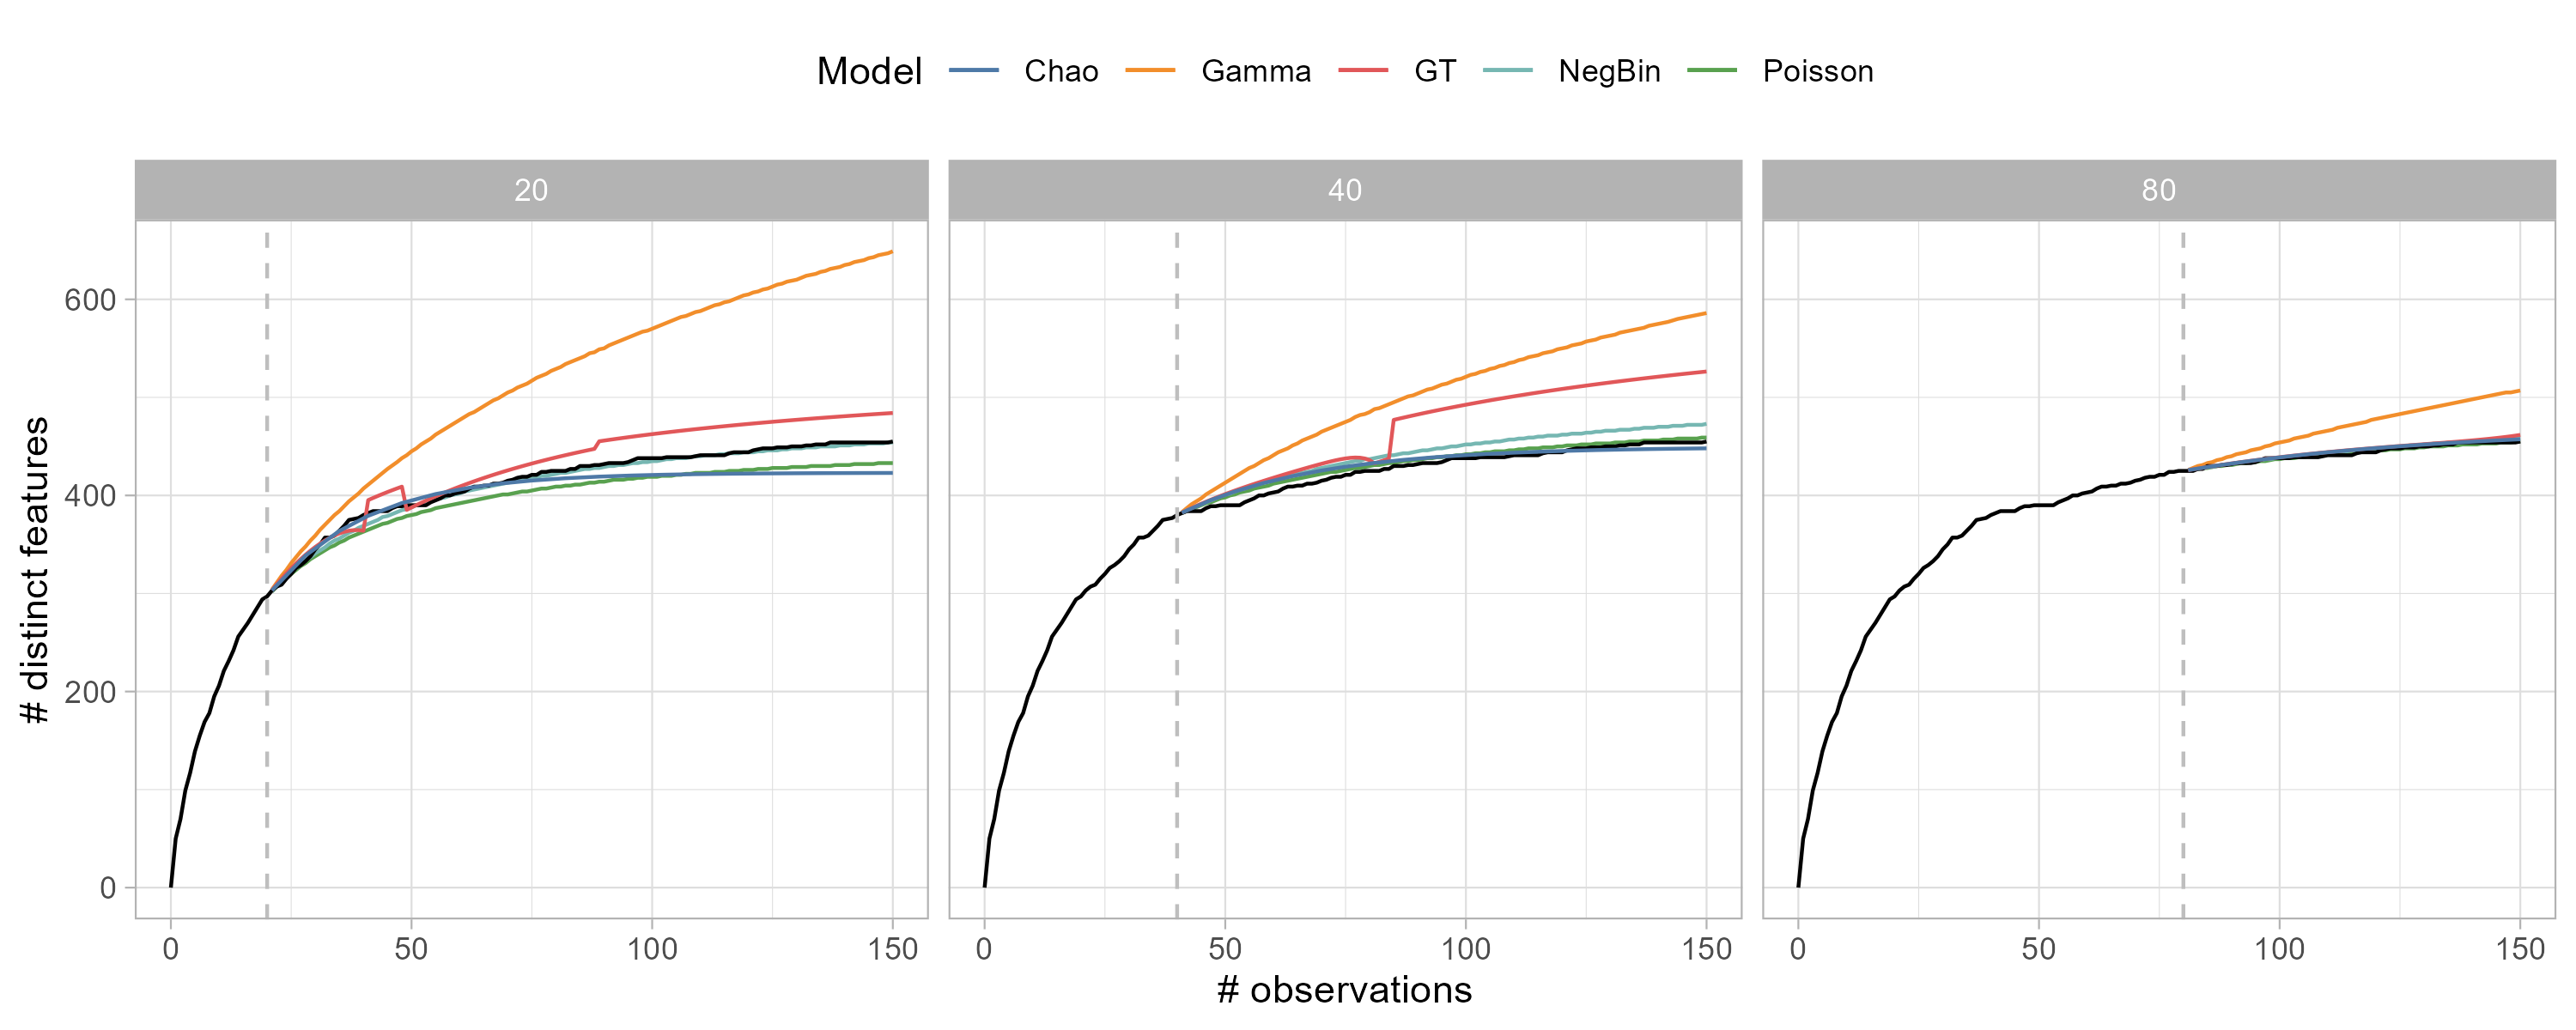 Model Chao Gamma GT NegBin Poisson
20 40 80
# distinct features
600
400
200
0
0 50 100 150 0 50 100 150 0 50 100 150
# observations